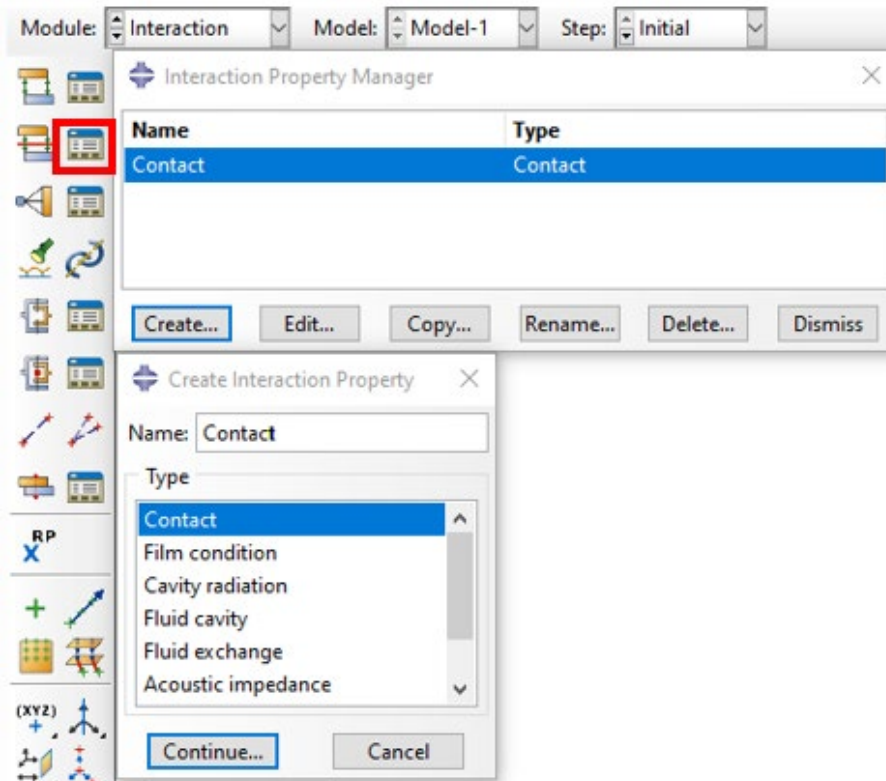 Module: Interaction Model: Model-1 Step: Initial
Interaction Property Manager
Name Type
Contact Contact
Create... Edit... Copy... Rename... Delete... Dismiss
Create Interaction Property
Name: Contact
Type
Contact
Film condition
Cavity radiation
Fluid cavity
Fluid exchange
Acoustic impedance
Continue... Cancel
RP
(XYZ)